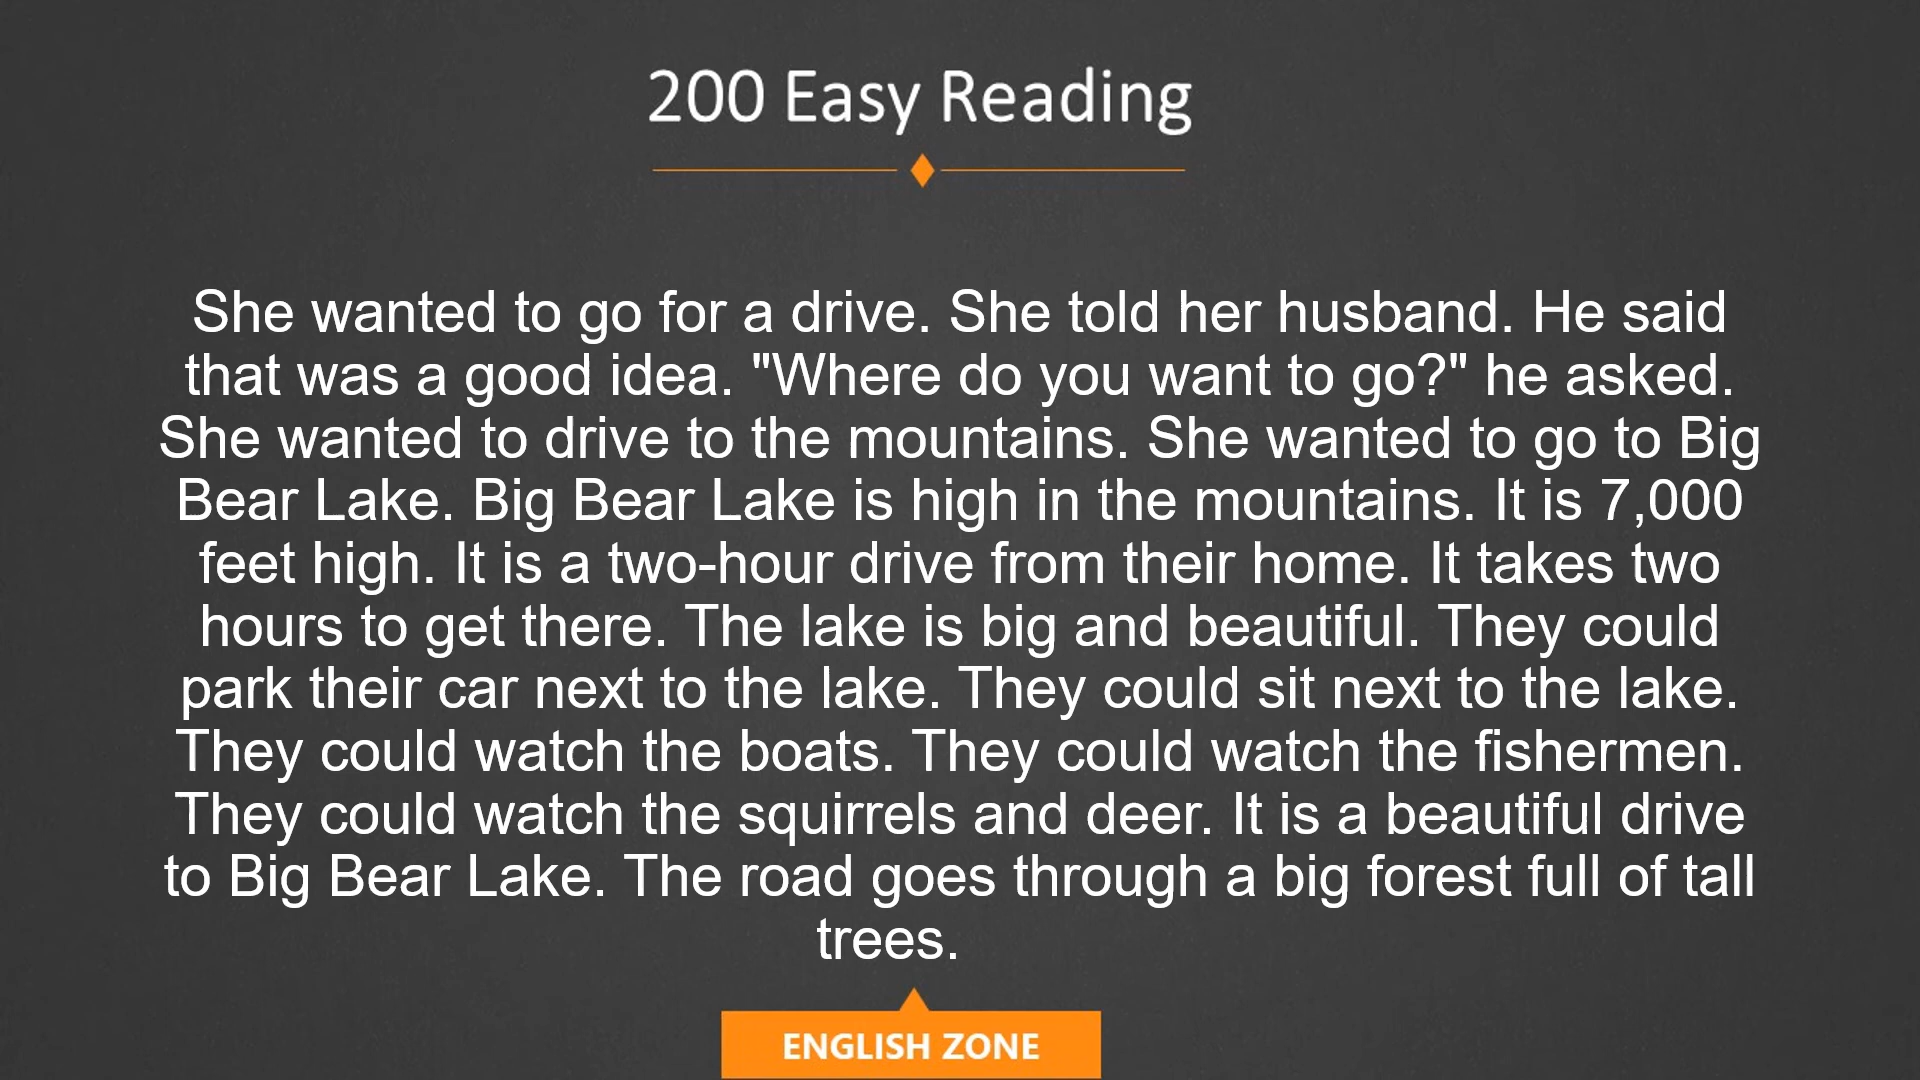 200 Easy Reading
She wanted to go for a drive. She told her husband. He said
that was a good idea. "Where do you want to go?" he asked.
She wanted to drive to the mountains. She wanted to go to Big
Bear Lake. Big Bear Lake is high in the mountains. It is 7,000
feet high. It is a two-hour drive from their home. It takes two
hours to get there. The lake is big and beautiful. They could
park their car next to the lake. They could sit next to the lake.
They could watch the boats. They could watch the fishermen.
They could watch the squirrels and deer. It is a beautiful drive
to Big Bear Lake. The road goes through a big forest full of tall
trees.
ENGLISH ZONE